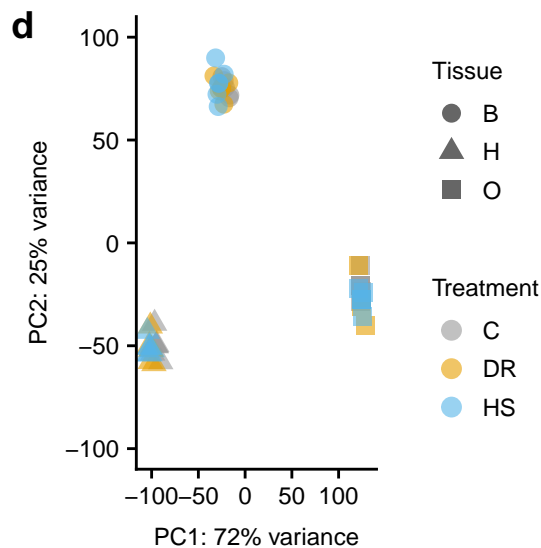 d
100
50
0
−50
−100
PC2: 25% variance
−100 −50 0 50 100
PC1: 72% variance
Tissue
B
H
O
Treatment
C
DR
HS